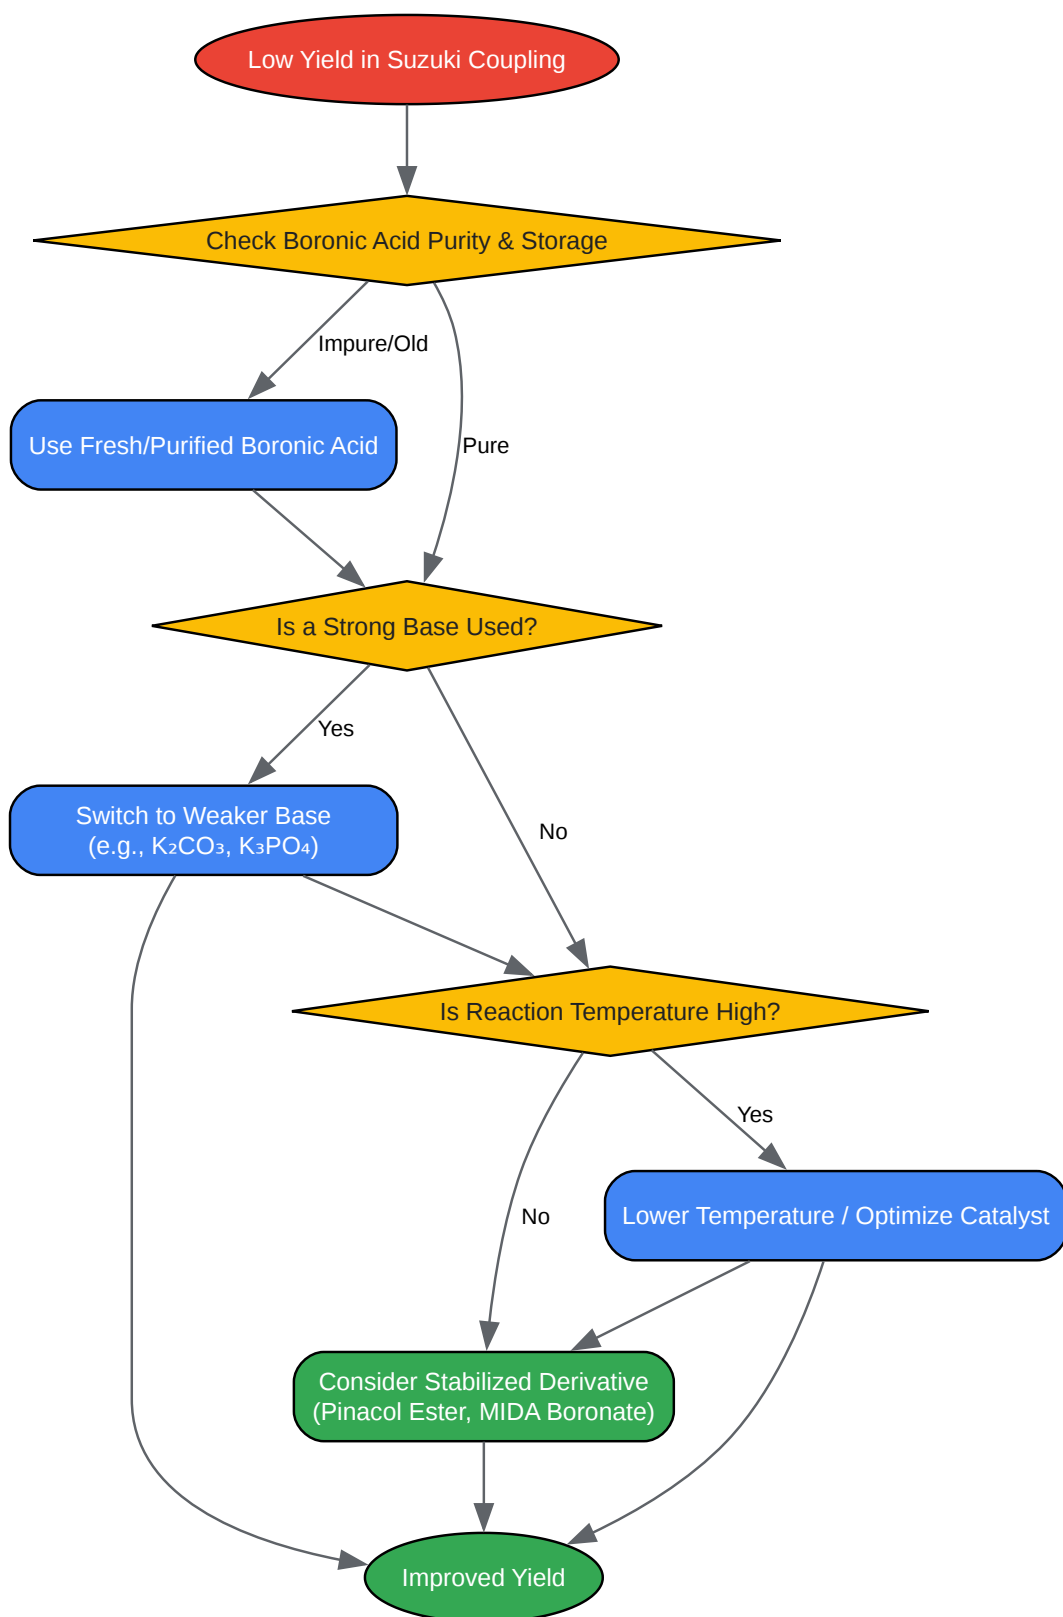 Low Yield in Suzuki Coupling
Check Boronic Acid Purity & Storage
Impure/Old
Use Fresh/Purified Boronic Acid
Pure
Is a Strong Base Used?
Yes
Switch to Weaker Base
(e.g., K₂CO₃, K₃PO₄)
No
Is Reaction Temperature High?
Yes
Lower Temperature / Optimize Catalyst
No
Consider Stabilized Derivative
(Pinacol Ester, MIDA Boronate)
Improved Yield